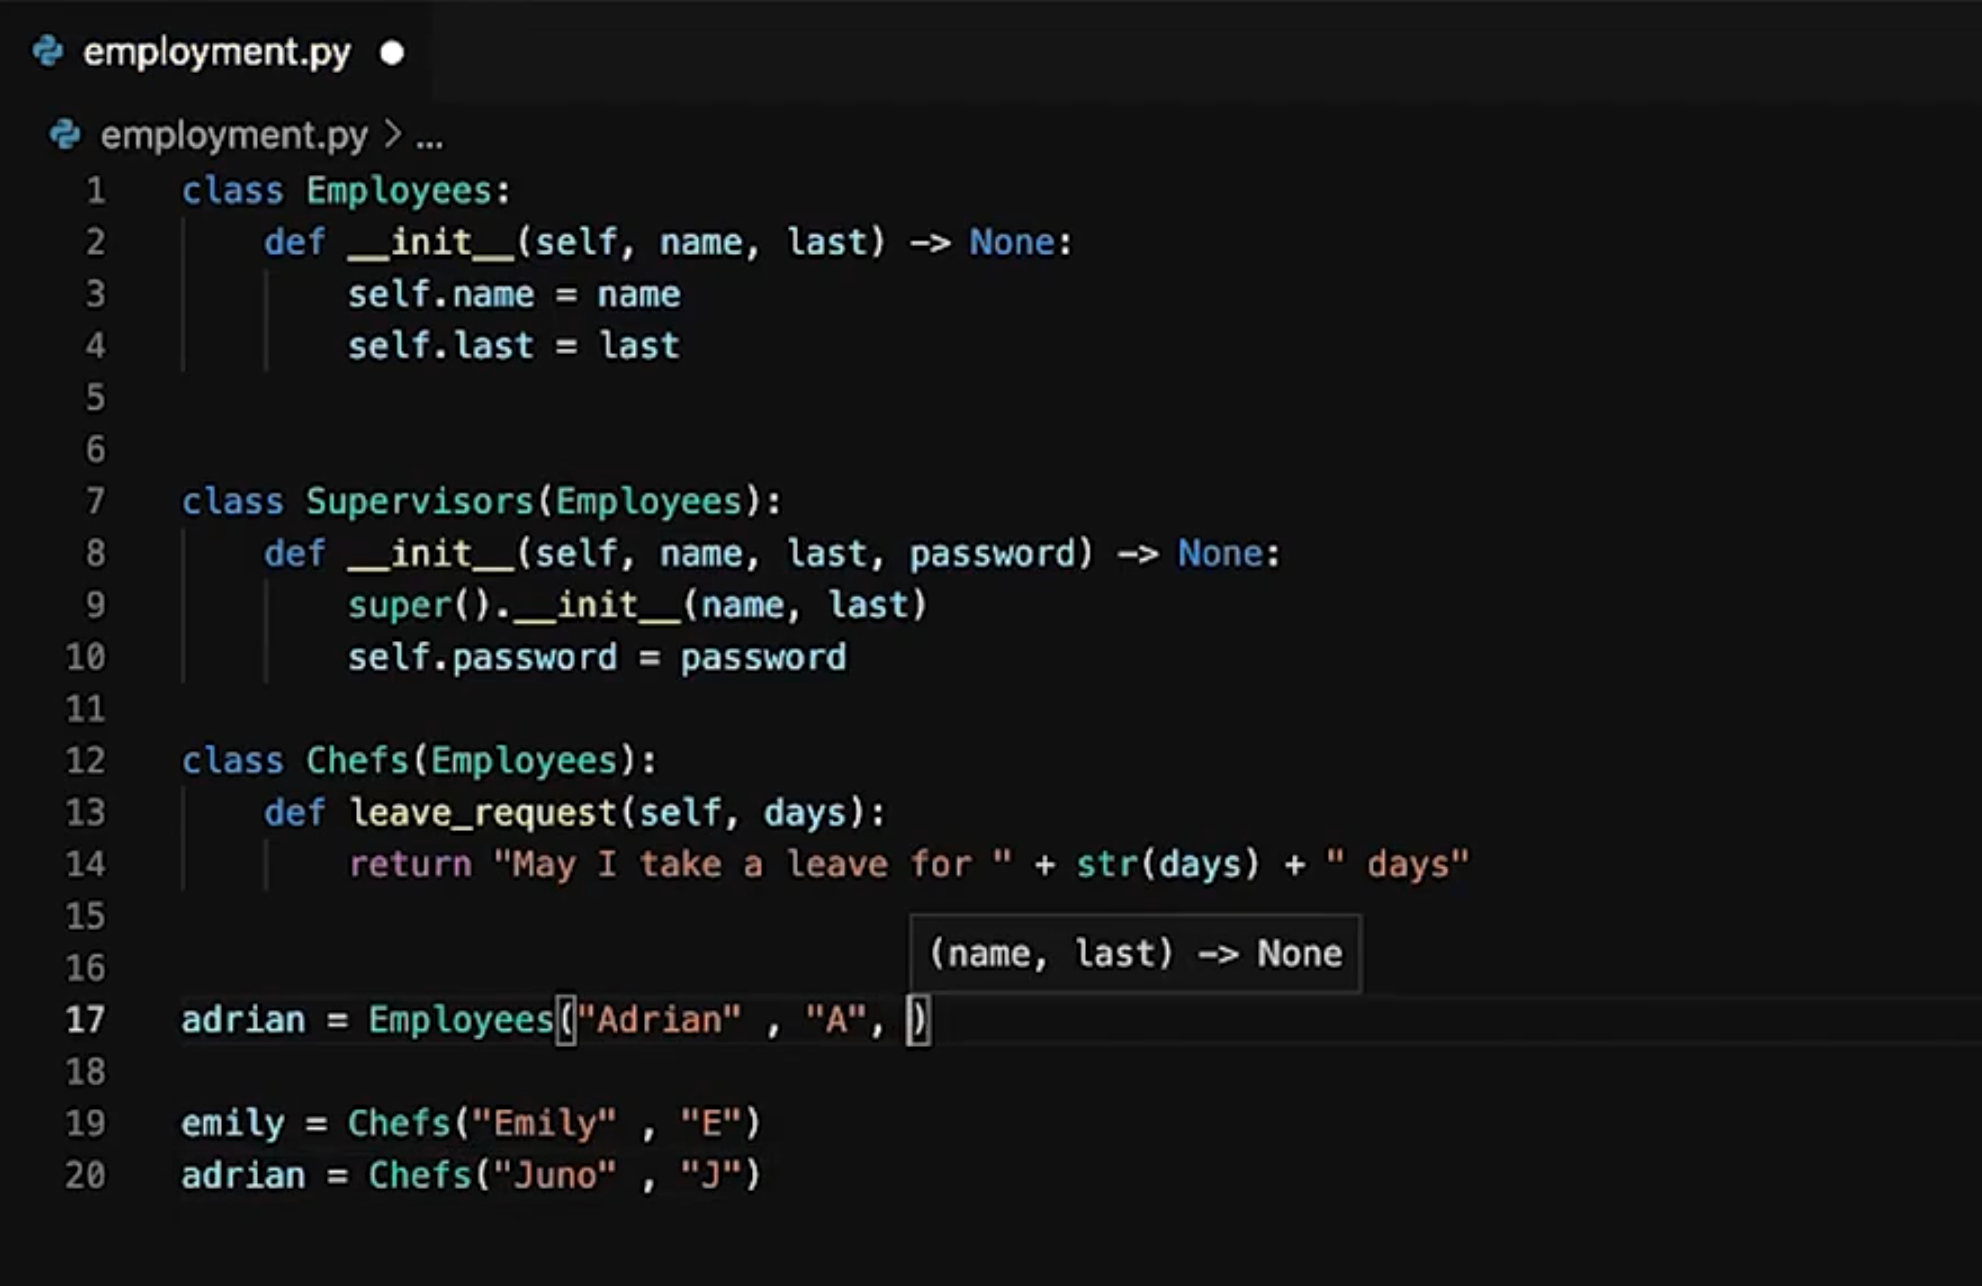 employment.py
employment.py > ...
1 class Employees:
2     def __init__(self, name, last) -> None:
3         self.name = name
4         self.last = last
5
6
7 class Supervisors(Employees):
8     def __init__(self, name, last, password) -> None:
9         super().__init__(name, last)
10         self.password = password
11
12 class Chefs(Employees):
13     def leave_request(self, days):
14         return "May I take a leave for " + str(days) + " days"
15
(name, last) -> None
16
17 adrian = Employees("Adrian" , "A", )
18
19 emily = Chefs("Emily" , "E")
20 adrian = Chefs("Juno" , "J")